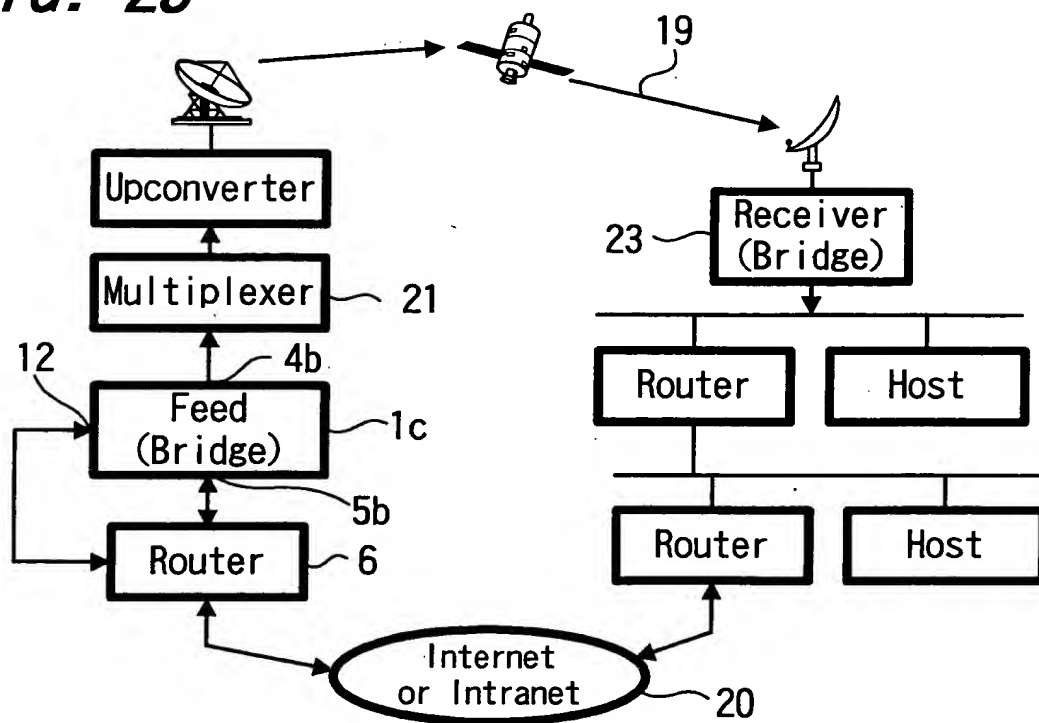 19
Upconverter
Receiver
(Bridge)
23
Multiplexer
21
12
4b
Router
Host
Feed
(Bridge)
1c
5b
Router
6
Router
Host
Internet
or Intranet
20